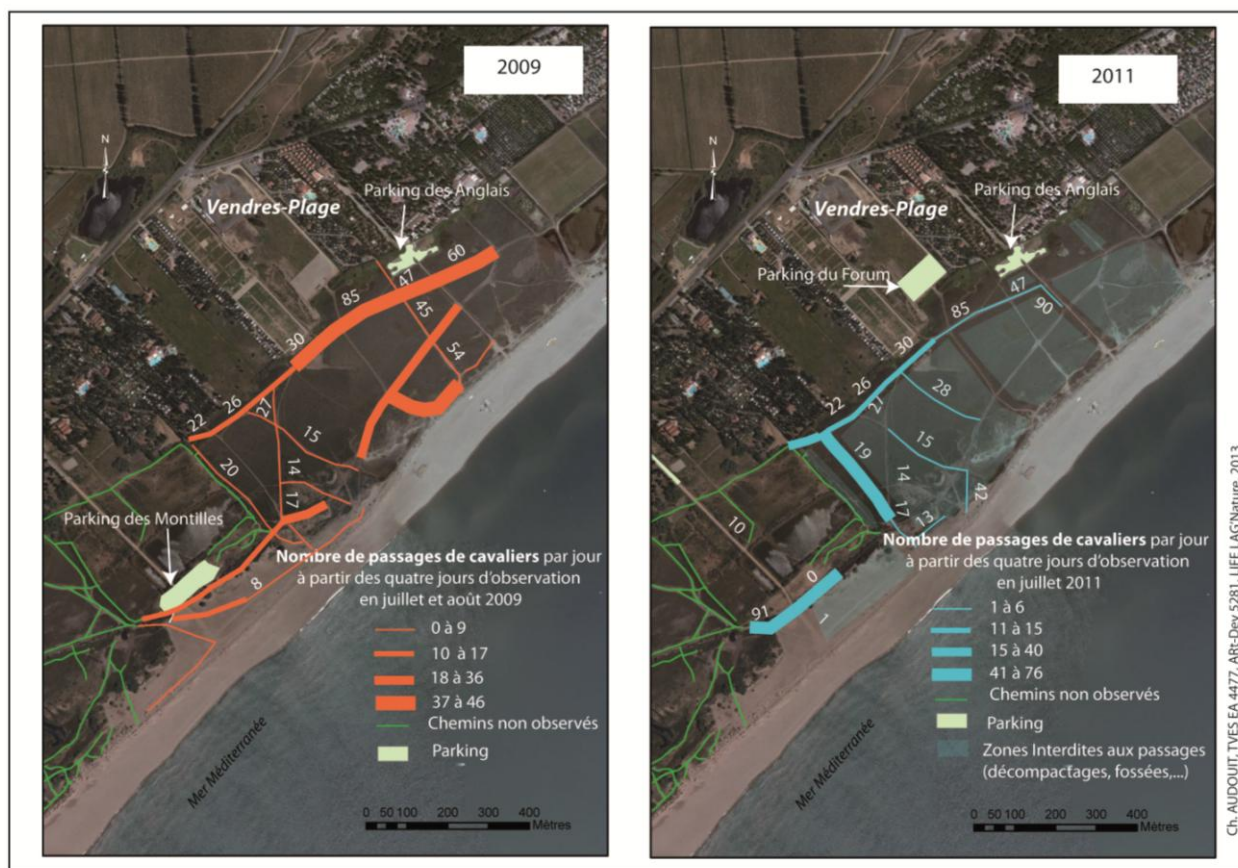 2009
N
Parking des Anglais
Vendres-Plage
60
47
85
45
30
54
26
22
27
15
20
14
17
Parking des Montilles
8
Nombre de passages de cavaliers par jour
à partir des quatre jours d'observation
en juillet et août 2009
0 à 9
10 à 17
18 à 36
37 à 46
Chemins non observés
Parking
Mer Méditerranée
0 50 100 200 300 400
Mètres
2011
N
Parking des Anglais
Vendres-Plage
Parking du Forum
47
90
85
30
26
28
27
22
15
19
14
42
17
13
10
0
91
1
Nombre de passages de cavaliers par jour
à partir des quatre jours d'observation
en juillet 2011
1 à 6
11 à 15
15 à 40
41 à 76
Chemins non observés
Parking
Zones Interdites aux passages
(décompactages, fossées,...)
Mer Méditerranée
0 50 100 200 300 400
Mètres
Ch. AUDOUIT, TVES EA 4477, ARt-Dev 5281, LIFE LAG'Nature, 2013